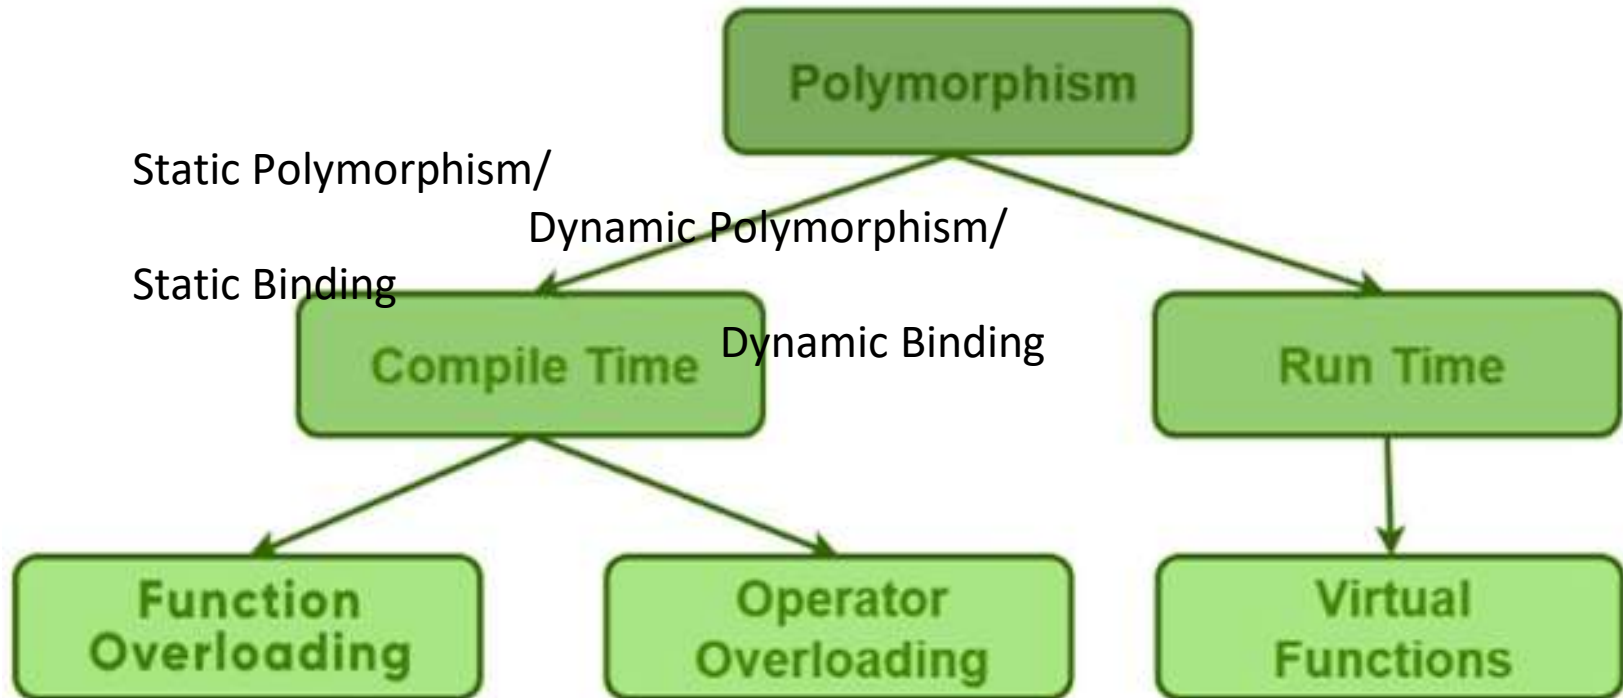 Polymorphism
Static Polymorphism/
Dynamic Polymorphism/
Static Binding
Dynamic Binding
Compile Time
Run Time
Function
Overloading
Operator
Overloading
Virtual
Functions